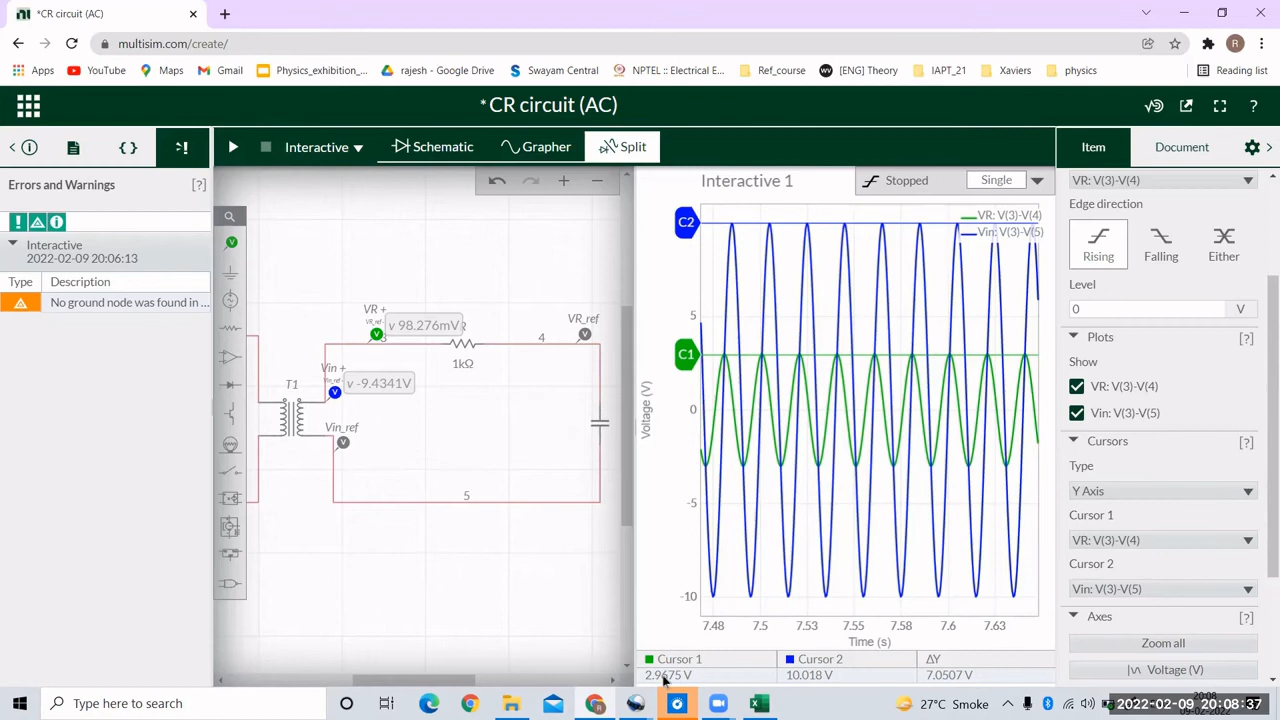 *CR circuit (AC)
multisim.com/create/
R
Apps
YouTube
Maps
Gmail
Physics_exhibition_...
rajesh - Google Drive
Swayam Central
NPTEL :: Electrical E...
Ref_course
[ENG] Theory
IAPT_21
Xaviers
physics
Reading list
*CR circuit (AC)
Interactive
Schematic
Grapher
Split
Item
Document
Errors and Warnings
[?]
Interactive
2022-02-09 20:06:13
Type
Description
No ground node was found in ...
VR +
VR_ref
v 98.276mV
VR_ref
3
4
1kΩ
Vin +
Vin_ref
v -9.4341V
T1
Vin_ref
5
Interactive 1
Stopped
Single
C2
C1
VR: V(3)-V(4)
Vin: V(3)-V(5)
Voltage (V)
5
0
-5
-10
7.48
7.5
7.53
7.55
7.58
7.6
7.63
Time (s)
Cursor 1
Cursor 2
ΔY
2.9675 V
10.018 V
7.0507 V
VR: V(3)-V(4)
Edge direction
Rising
Falling
Either
Level
0
V
Plots
[?]
Show
VR: V(3)-V(4)
Vin: V(3)-V(5)
Cursors
[?]
Type
Y Axis
Cursor 1
VR: V(3)-V(4)
Cursor 2
Vin: V(3)-V(5)
Axes
[?]
Zoom all
Voltage (V)
Type here to search
27°C Smoke
20:08
2022-02-09 20:08:37